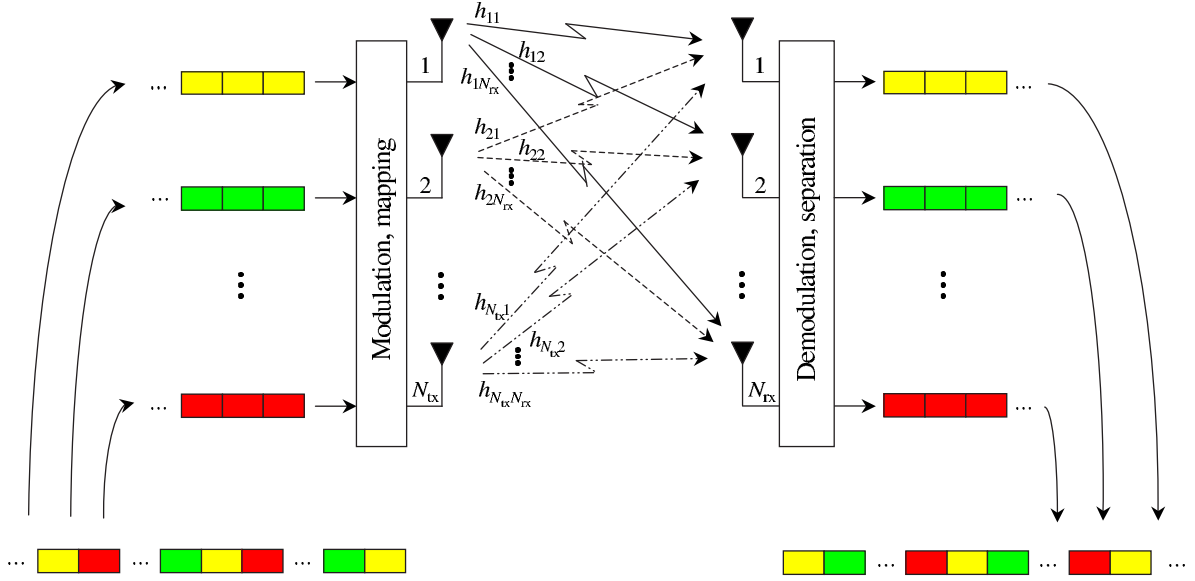 h11
h12
h1Nrx
1
1
... ...
Modulation, mapping
Demodulation, separation
h21
h22
h2Nrx
2
2
... ...
hNtx1
hNtx2
hNtxNrx
Ntx
Nrx
... ...
... ... ... ... ... ...